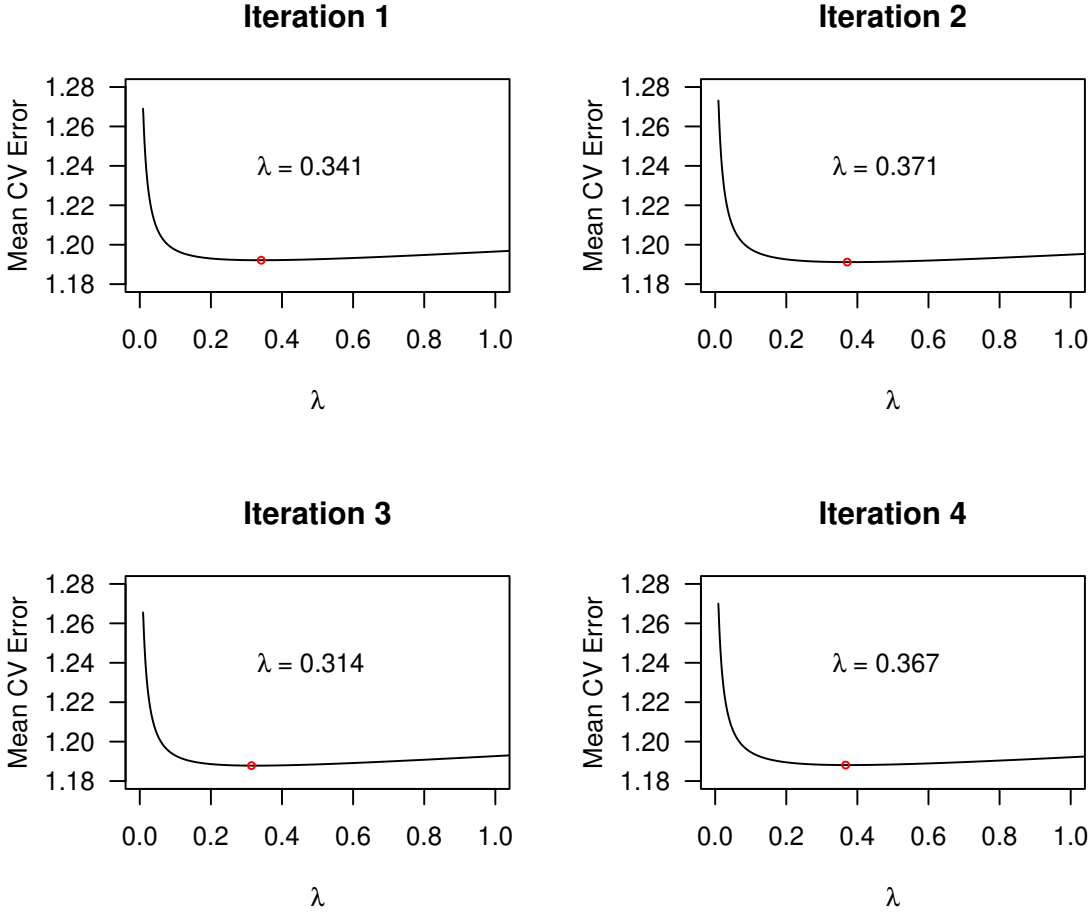 Iteration 1
Mean CV Error
1.28
1.26
1.24
1.22
1.20
1.18
λ = 0.341
0.0 0.2 0.4 0.6 0.8 1.0
λ
Iteration 2
Mean CV Error
1.28
1.26
1.24
1.22
1.20
1.18
λ = 0.371
0.0 0.2 0.4 0.6 0.8 1.0
λ
Iteration 3
Mean CV Error
1.28
1.26
1.24
1.22
1.20
1.18
λ = 0.314
0.0 0.2 0.4 0.6 0.8 1.0
λ
Iteration 4
Mean CV Error
1.28
1.26
1.24
1.22
1.20
1.18
λ = 0.367
0.0 0.2 0.4 0.6 0.8 1.0
λ